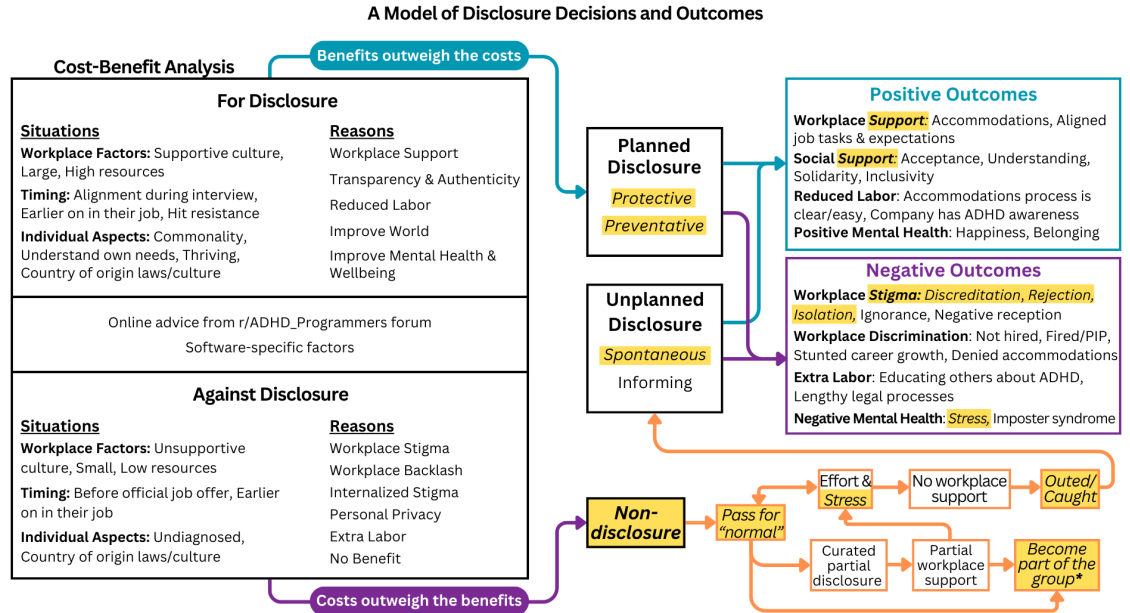 A Model of Disclosure Decisions and Outcomes
Benefits outweigh the costs
Cost-Benefit Analysis
For Disclosure
Situations
Workplace Factors: Supportive culture,
Large, High resources
Timing: Alignment during interview,
Earlier on in their job, Hit resistance
Individual Aspects: Commonality,
Understand own needs, Thriving,
Country of origin laws/culture
Reasons
Workplace Support
Transparency & Authenticity
Reduced Labor
Improve World
Improve Mental Health &
Wellbeing
Online advice from r/ADHD_Programmers forum
Software-specific factors
Against Disclosure
Situations
Workplace Factors: Unsupportive
culture, Small, Low resources
Timing: Before official job offer, Earlier
on in their job
Individual Aspects: Undiagnosed,
Country of origin laws/culture
Reasons
Workplace Stigma
Workplace Backlash
Internalized Stigma
Personal Privacy
Extra Labor
No Benefit
Costs outweigh the benefits
Planned
Disclosure
Protective
Preventative
Unplanned
Disclosure
Spontaneous
Informing
Non-
disclosure
Positive Outcomes
Workplace Support: Accommodations, Aligned
job tasks & expectations
Social Support: Acceptance, Understanding,
Solidarity, Inclusivity
Reduced Labor: Accommodations process is
clear/easy, Company has ADHD awareness
Positive Mental Health: Happiness, Belonging
Negative Outcomes
Workplace Stigma: Discreditation, Rejection,
Isolation, Ignorance, Negative reception
Workplace Discrimination: Not hired, Fired/PIP,
Stunted career growth, Denied accommodations
Extra Labor: Educating others about ADHD,
Lengthy legal processes
Negative Mental Health: Stress, Imposter syndrome
Pass for
"normal"
Effort &
Stress
No workplace
support
Outed/
Caught
Curated
partial
disclosure
Partial
workplace
support
Become
part of the
group*